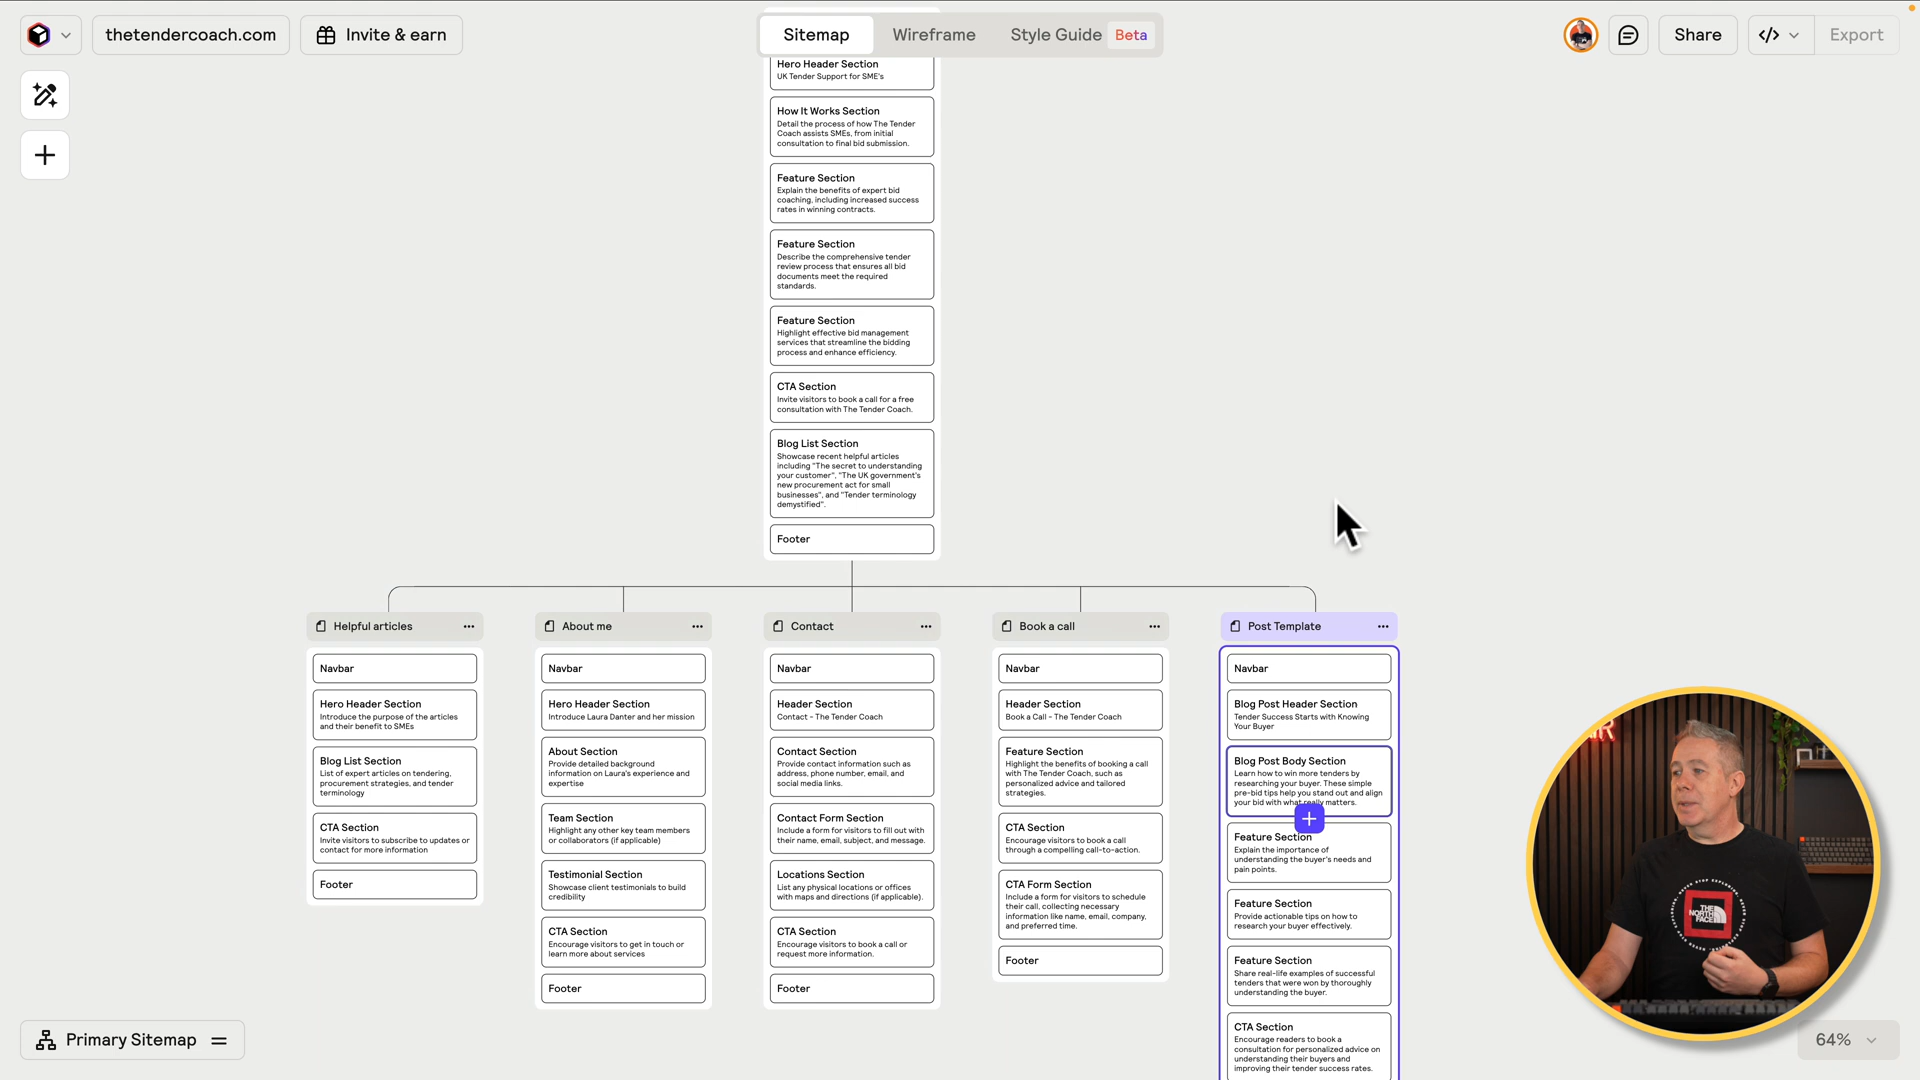 thetendercoach.com
Invite & earn
Sitemap
Wireframe
Style Guide
Beta
Share
Export
Hero Header Section
UK Tender Support for SME's
How It Works Section
Detail the process of how The Tender
Coach assists SMEs, from initial
consultation to final bid submission.
Feature Section
Explain the benefits of expert bid
coaching, including increased success
rates in winning contracts.
Feature Section
Describe the comprehensive tender
review process that ensures all bid
documents meet the required
standards.
Feature Section
Highlight effective bid management
services that streamline the bidding
process and enhance efficiency.
CTA Section
Invite visitors to book a call for a free
consultation with The Tender Coach.
Blog List Section
Showcase recent helpful articles
including "The secret to understanding
your customer", "The UK government's
new procurement act for small
businesses", and "Tender terminology
demystified".
Footer
Helpful articles
Navbar
Hero Header Section
Introduce the purpose of the articles
and their benefit to SMEs
Blog List Section
List of expert articles on tendering,
procurement strategies, and tender
terminology
CTA Section
Invite visitors to subscribe to updates or
contact for more information
Footer
About me
Navbar
Hero Header Section
Introduce Laura Danter and her mission
About Section
Provide detailed background
information on Laura's experience and
expertise
Team Section
Highlight any other key team members
or collaborators (if applicable)
Testimonial Section
Showcase client testimonials to build
credibility
CTA Section
Encourage visitors to get in touch or
learn more about services
Footer
Contact
Navbar
Header Section
Contact - The Tender Coach
Contact Section
Provide contact information such as
address, phone number, email, and
social media links.
Contact Form Section
Include a form for visitors to fill out with
their name, email, subject, and message.
Locations Section
List any physical locations or offices
with maps and directions (if applicable).
CTA Section
Encourage visitors to book a call or
request more information.
Footer
Book a call
Navbar
Header Section
Book a Call - The Tender Coach
Feature Section
Highlight the benefits of booking a call
with The Tender Coach, such as
personalized advice and tailored
strategies.
CTA Section
Encourage visitors to book a call
through a compelling call-to-action.
CTA Form Section
Include a form for visitors to schedule
their call, collecting necessary
information like name, email, company,
and preferred time.
Footer
Post Template
Navbar
Blog Post Header Section
Tender Success Starts with Knowing
Your Buyer
Blog Post Body Section
Learn how to win more tenders by
researching your buyer. These simple
pre-bid tips help you stand out and align
your bid with what really matters.
Feature Section
Explain the importance of
understanding the buyer's needs and
pain points.
Feature Section
Provide actionable tips on how to
research your buyer effectively.
Feature Section
Share real-life examples of successful
tenders that were won by thoroughly
understanding the buyer.
CTA Section
Encourage readers to book a
consultation for personalized advice on
understanding their buyers and
improving their tender success rates.
THE
NORTH
FACE
Primary Sitemap
64%